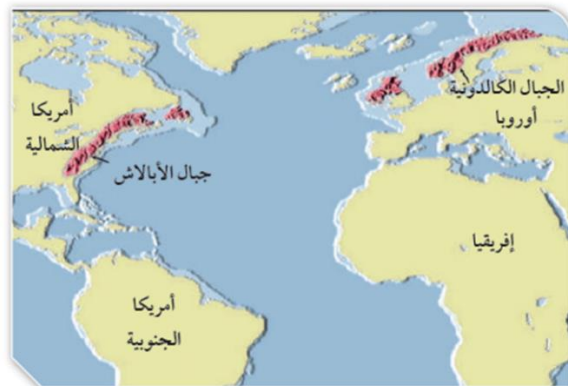 الجبال الكالدونية
أوروبا
أمريكا
الشمالية
جبال الأبالاش
إفريقيا
أمريكا
الجنوبية